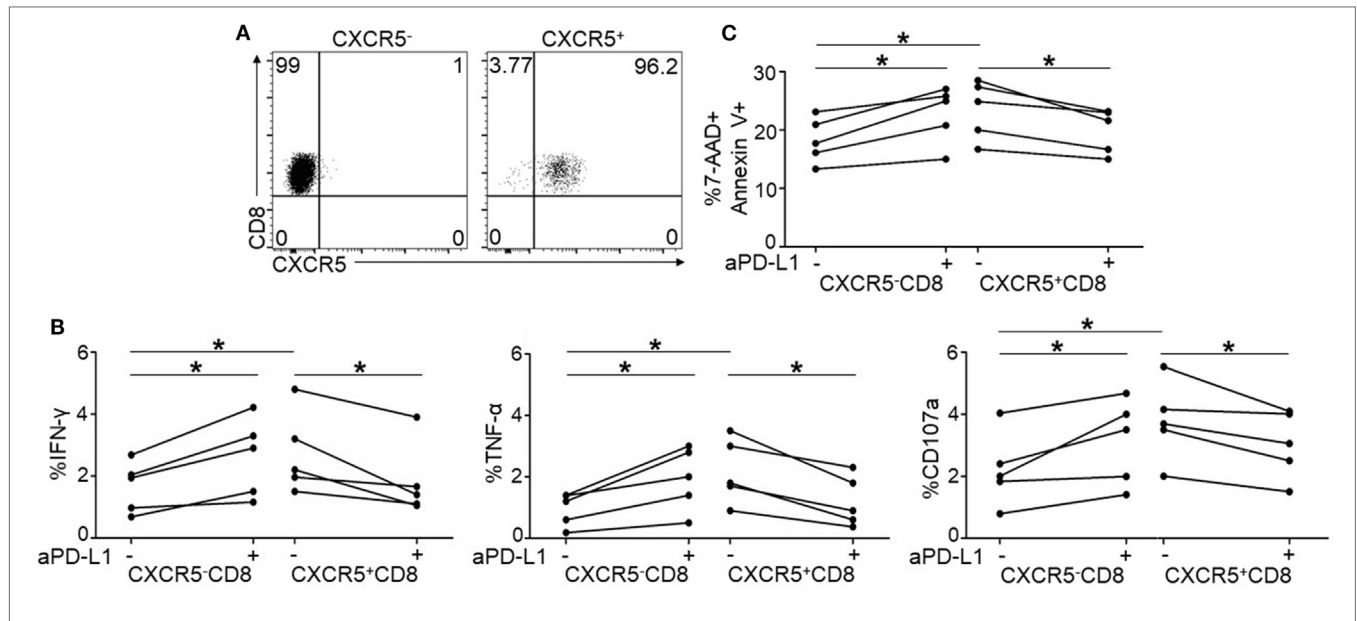 A
CXCR5-
CXCR5+
99
1
0
0
3.77
96.2
0
0
CD8
CXCR5
C
*
*
*
%7-AAD+
Annexin V+
30
20
10
0
aPD-L1 - + - +
CXCR5-CD8 CXCR5+CD8
B
*
*
*
%IFN-γ
6
4
2
0
aPD-L1 - + - +
CXCR5-CD8 CXCR5+CD8
*
*
*
%TNF-α
6
4
2
0
aPD-L1 - + - +
CXCR5-CD8 CXCR5+CD8
*
*
*
%CD107a
6
4
2
0
aPD-L1 - + - +
CXCR5-CD8 CXCR5+CD8